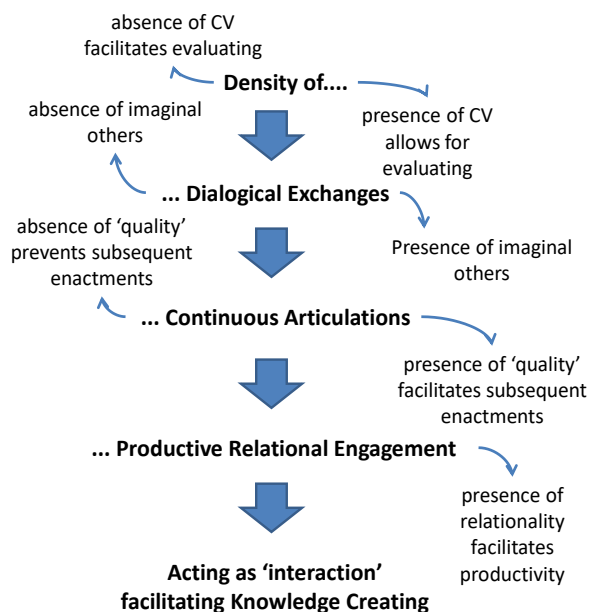 absence of CV
facilitates evaluating
Density of....
absence of imaginal
others
presence of CV
allows for
evaluating
... Dialogical Exchanges
absence of ‘quality’
prevents subsequent
enactments
Presence of imaginal
others
... Continuous Articulations
presence of ‘quality’
facilitates subsequent
enactments
... Productive Relational Engagement
presence of
relationality
facilitates
productivity
Acting as ‘interaction’
facilitating Knowledge Creating